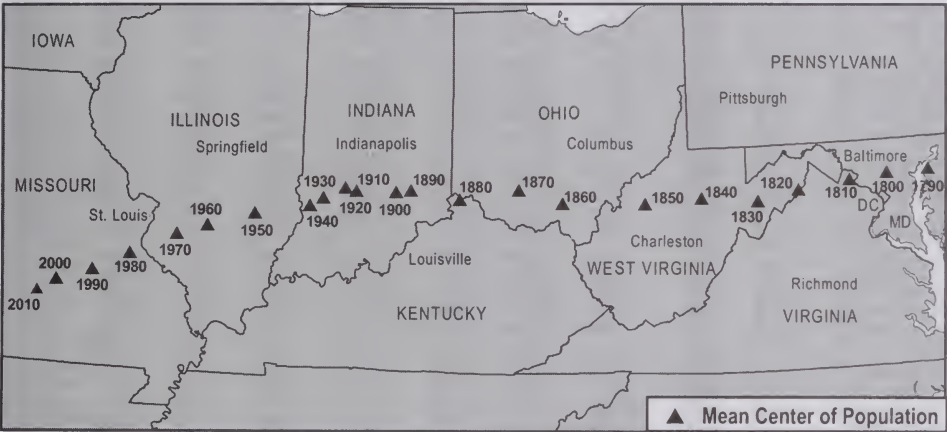 IOWA
PENNSYLVANIA
Pittsburgh
ILLINOIS
Springfield
INDIANA
Indianapolis
OHIO
Columbus
Baltimore
MISSOURI
St. Louis
1960
1970
1950
1930
1940
1910
1920
1890
1900
1880
1870
1860
1850
1840
1830
1820
1810
1800
1790
DC
MD
2000
2010
1990
1980
Louisville
Charleston
WEST VIRGINIA
KENTUCKY
Richmond
VIRGINIA
▲ Mean Center of Population